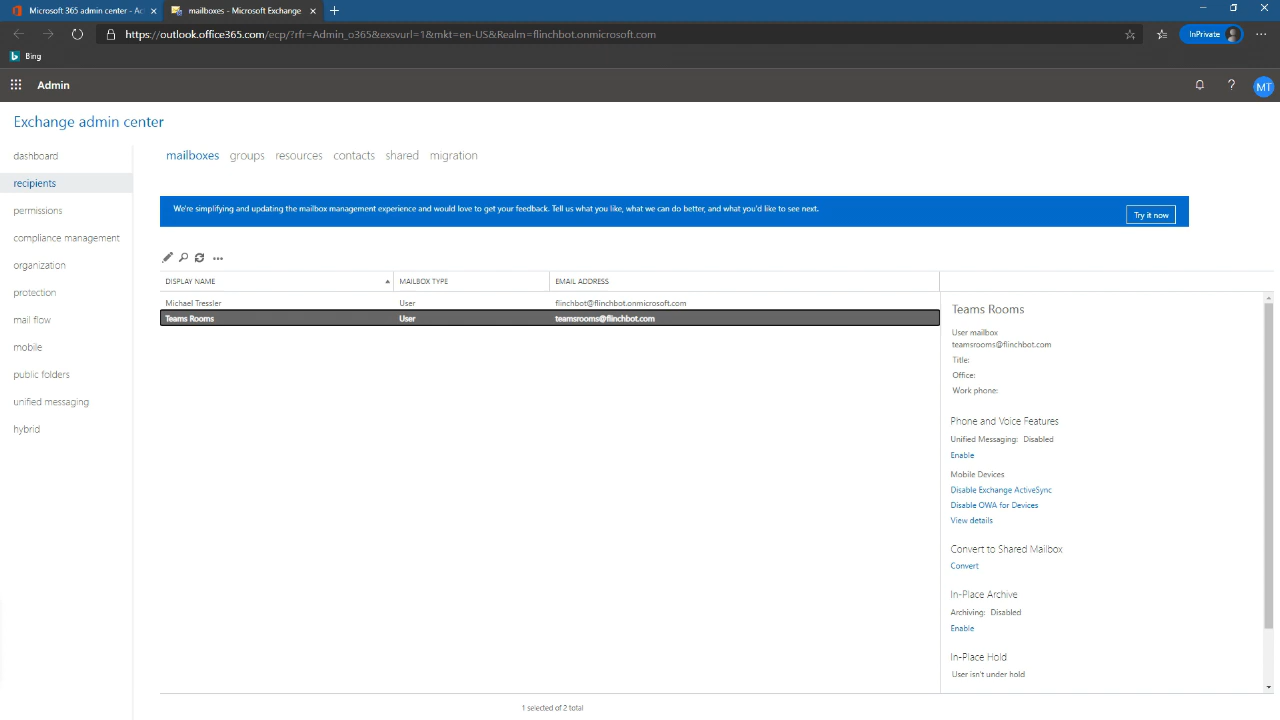 Microsoft 365 admin center - Ac
mailboxes - Microsoft Exchange
https://outlook.office365.com/ecp/?rfr=Admin_o365&exsvurl=1&mkt=en-US&Realm=flinchbot.onmicrosoft.com
InPrivate
Bing
Admin
MT
Exchange admin center
dashboard
recipients
permissions
compliance management
organization
protection
mail flow
mobile
public folders
unified messaging
hybrid
mailboxes groups resources contacts shared migration
We're simplifying and updating the mailbox management experience and would love to get your feedback. Tell us what you like, what we can do better, and what you'd like to see next.
Try it now
DISPLAY NAME MAILBOX TYPE EMAIL ADDRESS
Michael Tressler User flinchbot@flinchbot.onmicrosoft.com
Teams Rooms User teamsrooms@flinchbot.com
Teams Rooms
User mailbox
teamsrooms@flinchbot.com
Title:
Office:
Work phone:
Phone and Voice Features
Unified Messaging: Disabled
Enable
Mobile Devices
Disable Exchange ActiveSync
Disable OWA for Devices
View details
Convert to Shared Mailbox
Convert
In-Place Archive
Archiving: Disabled
Enable
In-Place Hold
User isn't under hold
1 selected of 2 total